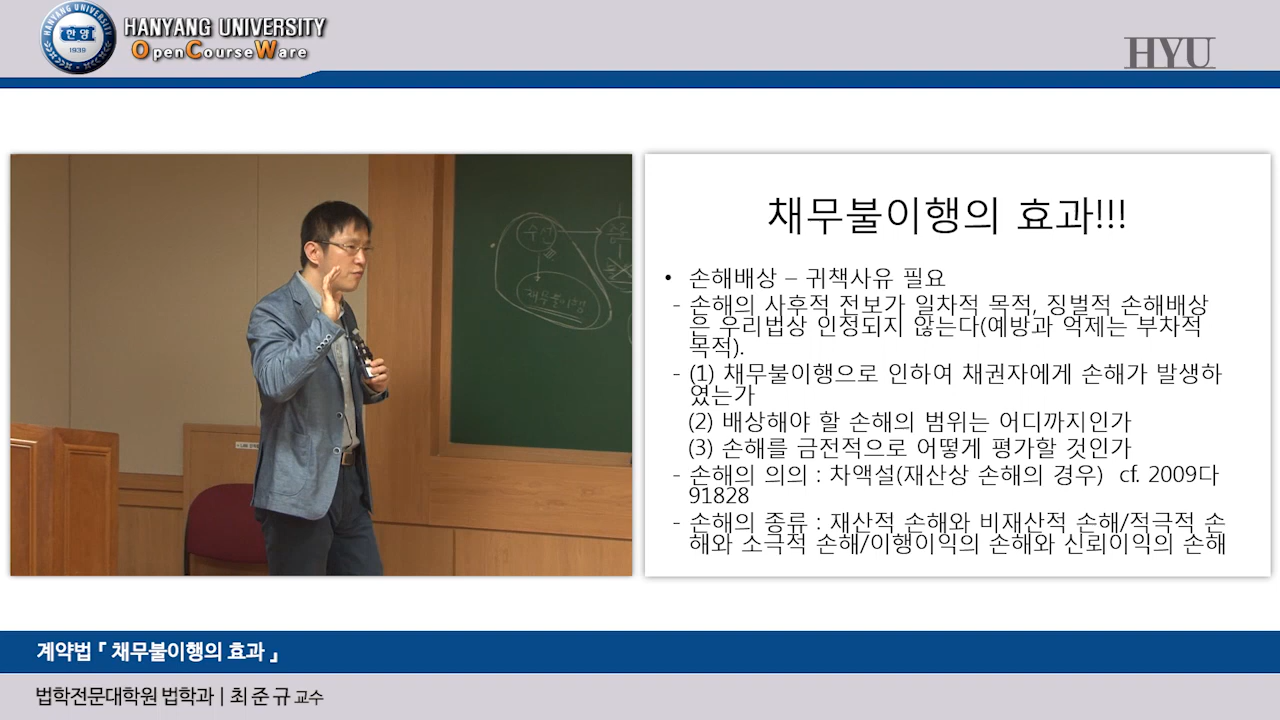 HANYANG UNIVERSITY
한양
1939
HANYANG UNIVERSITY
OpenCourseWare
HYU
수선
채무불이행
채무불이행의 효과!!!
• 손해배상 – 귀책사유 필요
- 손해의 사후적 전보가 일차적 목적, 징벌적 손해배상
은 우리법상 인정되지 않는다(예방과 억제는 부차적
목적).
- (1) 채무불이행으로 인하여 채권자에게 손해가 발생하
였는가
(2) 배상해야 할 손해의 범위는 어디까지인가
(3) 손해를 금전적으로 어떻게 평가할 것인가
- 손해의 의의 : 차액설(재산상 손해의 경우) cf. 2009다
91828
- 손해의 종류 : 재산적 손해와 비재산적 손해/적극적 손
해와 소극적 손해/이행이익의 손해와 신뢰이익의 손해
계약법 「 채무불이행의 효과 」
법학전문대학원 법학과 | 최 준 규 교수